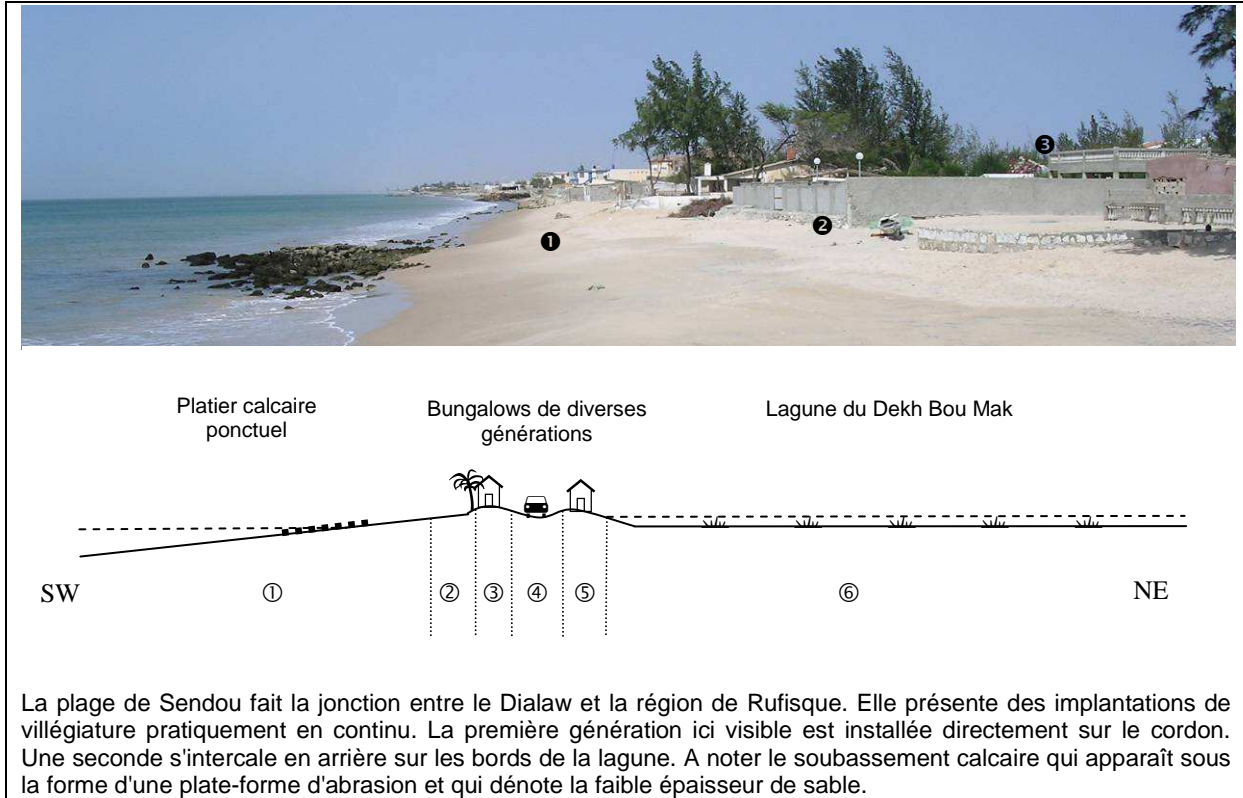 ❶
❷
❸
Platier calcaire
ponctuel
Bungalows de diverses
générations
Lagune du Dekh Bou Mak
SW
①
②
③
④
⑤
⑥
NE
La plage de Sendou fait la jonction entre le Dialaw et la région de Rufisque. Elle présente des implantations de
villégiature pratiquement en continu. La première génération ici visible est installée directement sur le cordon.
Une seconde s'intercale en arrière sur les bords de la lagune. A noter le soubassement calcaire qui apparaît sous
la forme d'une plate-forme d'abrasion et qui dénote la faible épaisseur de sable.